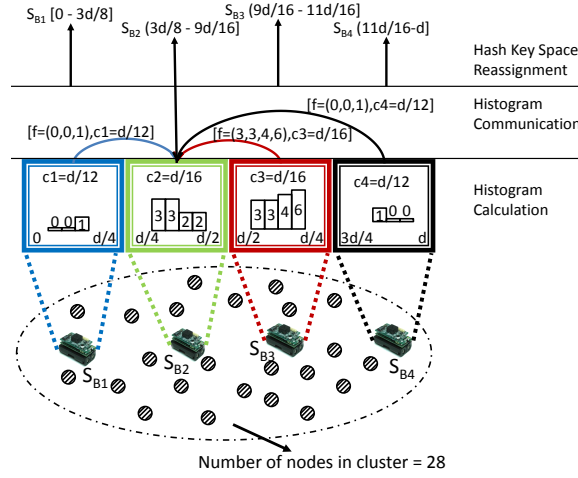 S_B1 [0 - 3d/8)
S_B2 (3d/8 - 9d/16)
S_B3 (9d/16 - 11d/16)
S_B4 (11d/16-d]
Hash Key Space
Reassignment
[f=(0,0,1),c4=d/12]
Histogram
Communication
[f=(0,0,1),c1=d/12]
[f=(3,3,4,6),c3=d/16]
c1=d/12
0 0 1
0 d/4
c2=d/16
3 3 2 2
d/4 d/2
c3=d/16
3 3 4 6
d/2 d/4
c4=d/12
1 0 0
3d/4 d
Histogram
Calculation
S_B1
S_B2
S_B3
S_B4
Number of nodes in cluster = 28